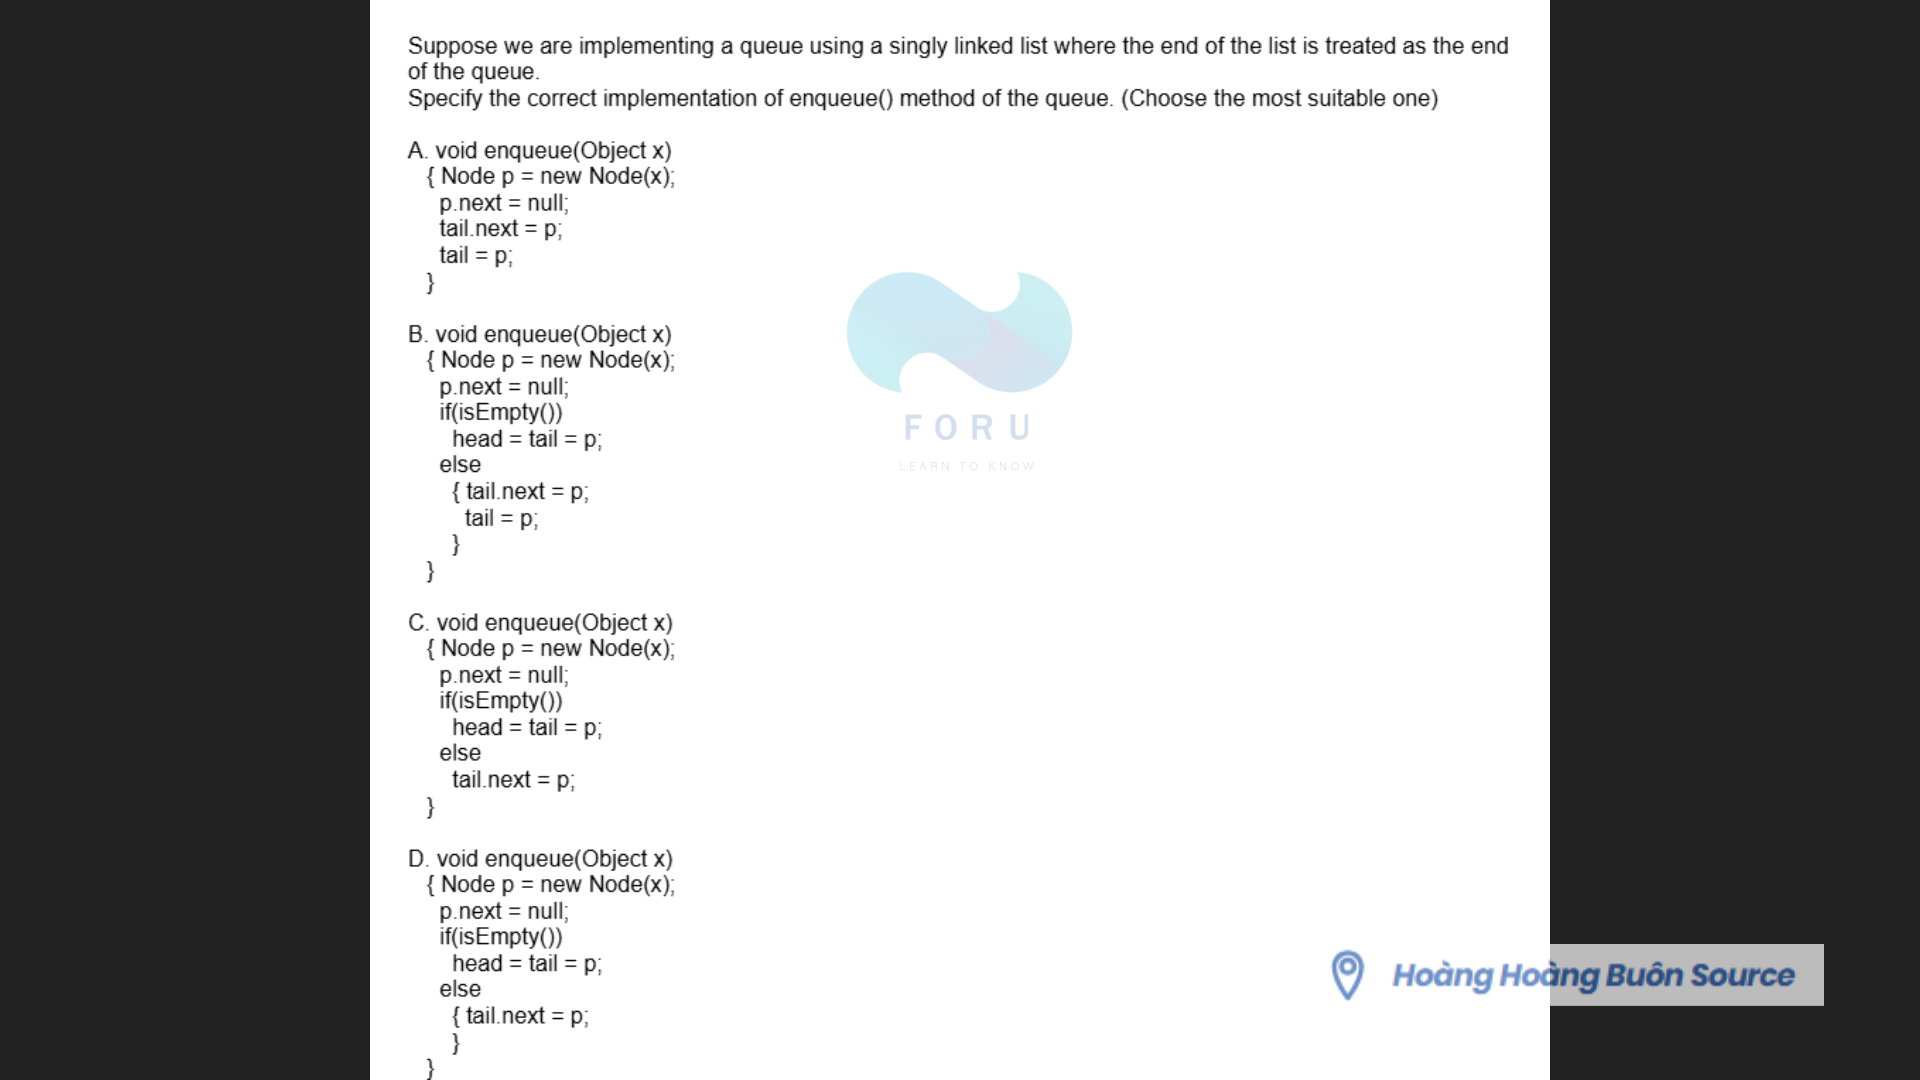 Suppose we are implementing a queue using a singly linked list where the end of the list is treated as the end
of the queue.
Specify the correct implementation of enqueue() method of the queue. (Choose the most suitable one)
A. void enqueue(Object x)
{ Node p = new Node(x);
p.next = null;
tail.next = p;
tail = p;
}
B. void enqueue(Object x)
{ Node p = new Node(x);
p.next = null;
if(isEmpty())
head = tail = p;
else
{ tail.next = p;
tail = p;
}
}
C. void enqueue(Object x)
{ Node p = new Node(x);
p.next = null;
if(isEmpty())
head = tail = p;
else
tail.next = p;
}
D. void enqueue(Object x)
{ Node p = new Node(x);
p.next = null;
if(isEmpty())
head = tail = p;
else
{ tail.next = p;
}
}
FORU
LEARN TO KNOW
Hoàng Hoàng Buôn Source